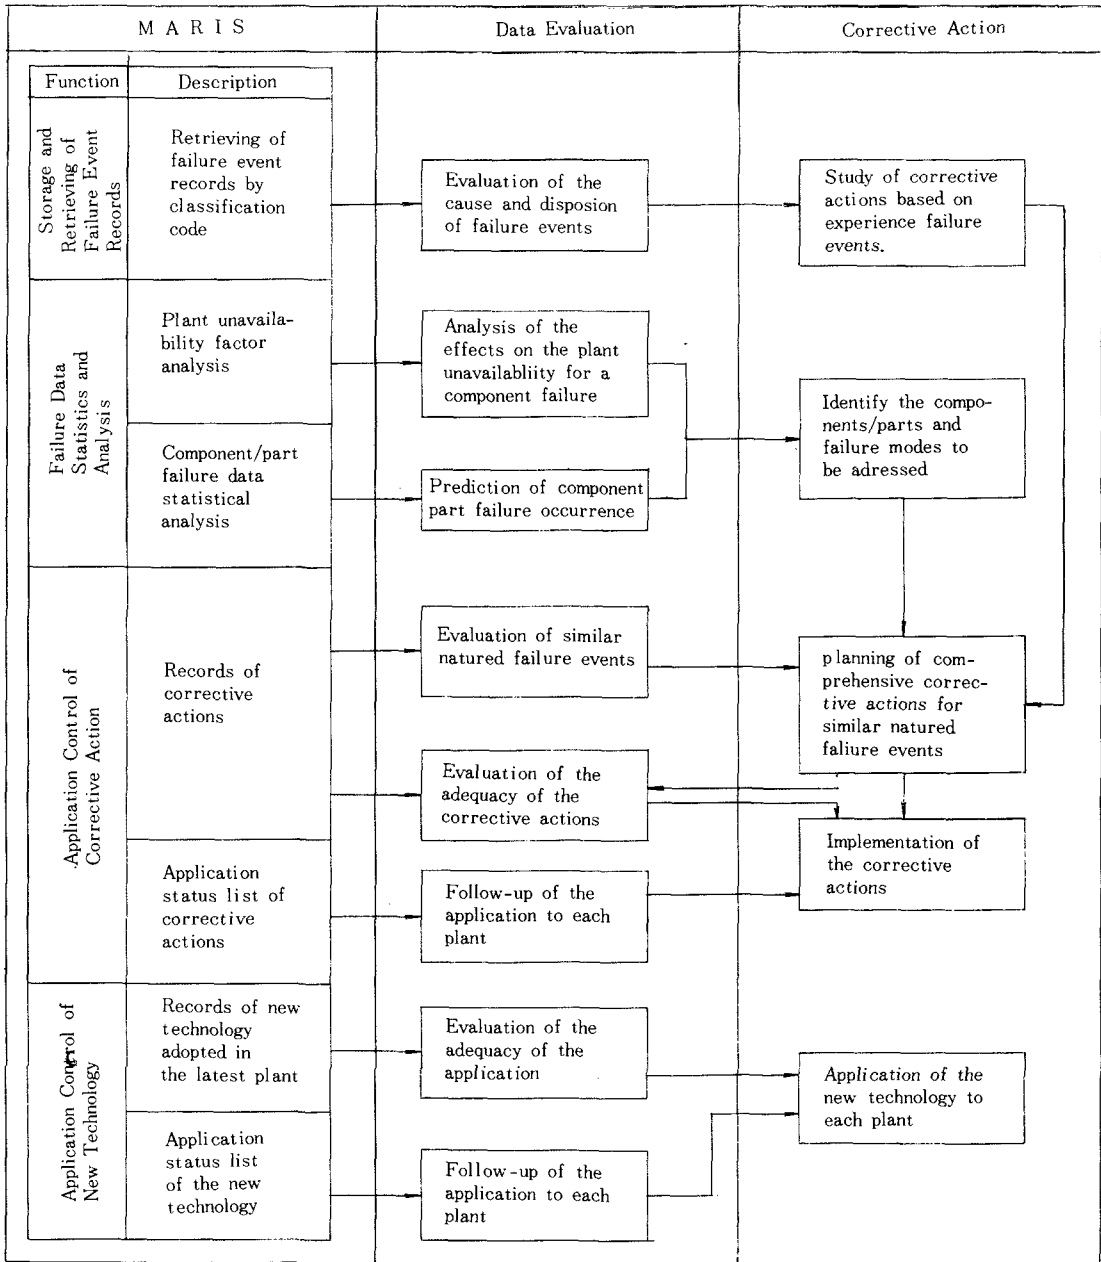 M A R I S
Data Evaluation
Corrective Action
Function
Description
Storage and
Retrieving of
Failure Event
Records
Retrieving of
failure event
records by
classification
code
Evaluation of the
cause and disposion
of failure events
Study of corrective
actions based on
experience failure
events.
Failure Data
Statistics and
Analysis
Plant unavaila-
bility factor
analysis
Analysis of the
effects on the plant
unavailabliity for a
component failure
Identify the compo-
nents/parts and
failure modes to
be adressed
Component/part
failure data
statistical
analysis
Prediction of component
part failure occurrence
Application Control of
Corrective Action
Records of
corrective
actions
Evaluation of similar
natured failure events
planning of com-
prehensive correc-
tive actions for
similar natured
faliure events
Evaluation of the
adequacy of the
corrective actions
Implementation of
the corrective
actions
Application
status list of
corrective
actions
Follow-up of the
application to each
plant
Application Control of
New Technology
Records of new
technology
adopted in
the latest plant
Evaluation of the
adequacy of the
application
Application of the
new technology to
each plant
Application
status list
of the new
technology
Follow-up of the
application to each
plant